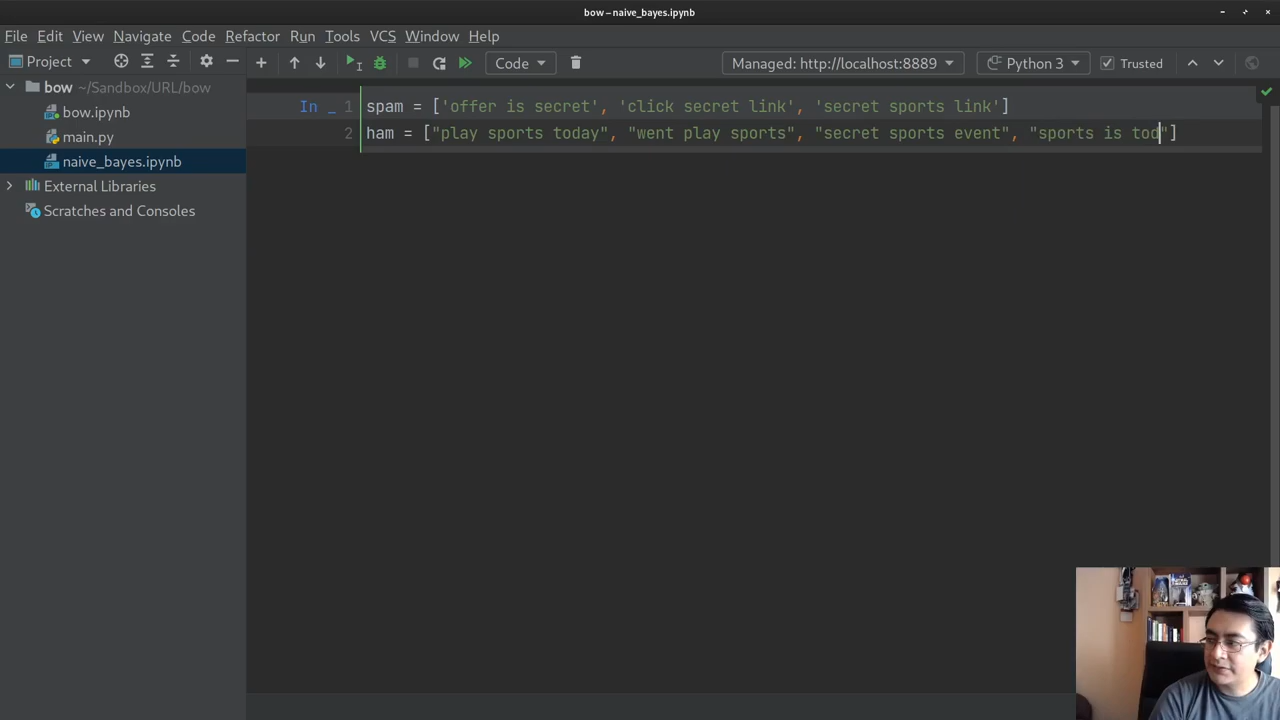 bow – naive_bayes.ipynb
File Edit View Navigate Code Refactor Run Tools VCS Window Help
Project Code Managed: http://localhost:8889 Python 3 Trusted
bow ~/Sandbox/URL/bow
bow.ipynb
main.py
naive_bayes.ipynb
External Libraries
Scratches and Consoles
In _ 1 spam = ['offer is secret', 'click secret link', 'secret sports link']
2 ham = ["play sports today", "went play sports", "secret sports event", "sports is tod"]